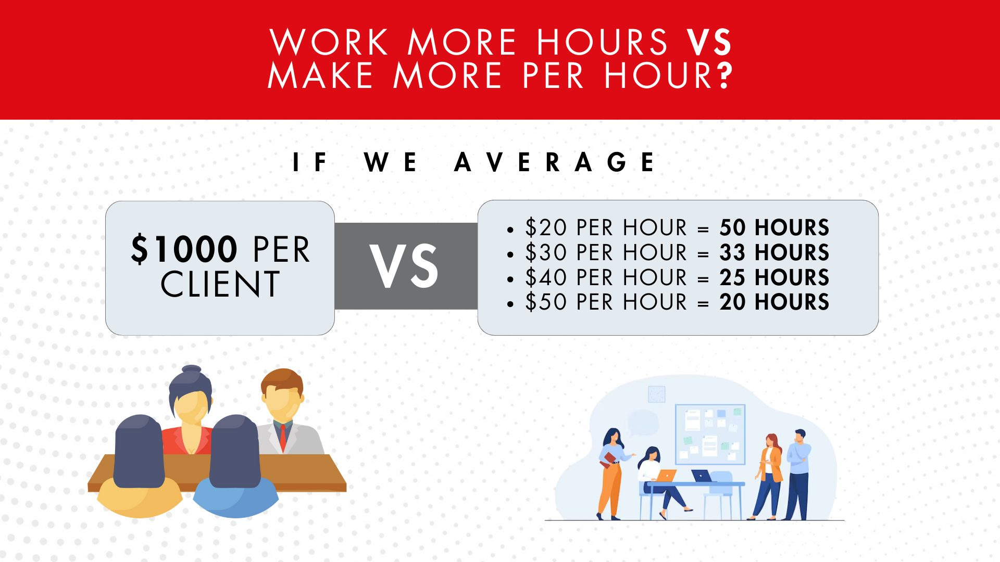 WORK MORE HOURS VS
MAKE MORE PER HOUR?
IF WE AVERAGE
$1000 PER
CLIENT
VS
• $20 PER HOUR = 50 HOURS
• $30 PER HOUR = 33 HOURS
• $40 PER HOUR = 25 HOURS
• $50 PER HOUR = 20 HOURS